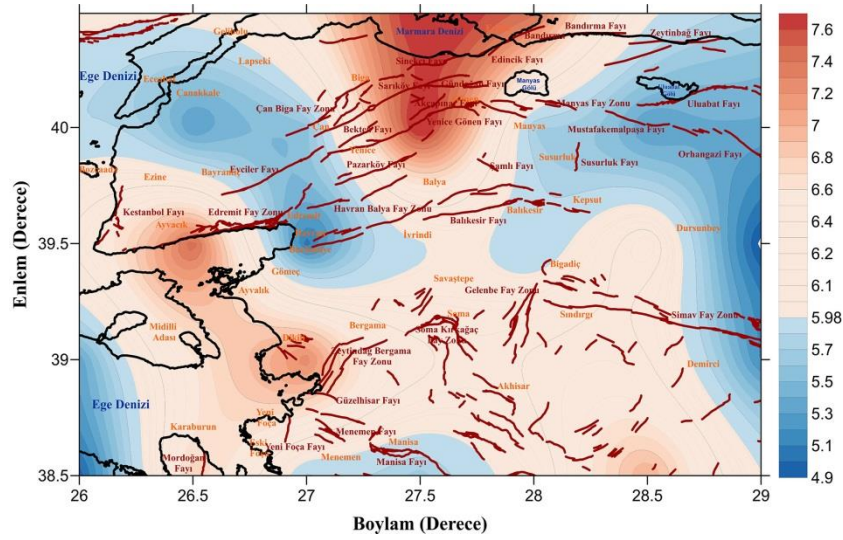 Gelibolu
Marmara Denizi
Bandırma Fayı
Bandırma
Zeytinbağ Fayı
Ege Denizi
Lapseki
Edincik Fayı
Biga
Sinekçi Fayı
Manyas
Gölü
Sarıköy Fayı
Gündoğan Fayı
Çanakkale
Uluabat Fayı
Çan Biga Fay Zonu
Manyas Fay Zonu
Çan
Bektaş Fayı
Yenice Gönen Fayı
Manyas
Mustafakemalpaşa Fayı
Yenice
Orhangazi Fayı
Pazarköy Fayı
Susurluk
Susurluk Fayı
Şamlı Fayı
Ezine
Bayramiç
Evciler Fayı
Balya
Kepsut
Kestanbol Fayı
Edremit Fay Zonu
Havran Balya Fay Zonu
Balıkesir
Ayvacık
Balıkesir Fayı
Dursunbey
İvrindi
Gömeç
Bigadiç
Savaştepe
Gelenbe Fay Zonu
Ayvalık
Midilli
Adası
Bergama
Soma
Sındırgı
Simav Fay Zonu
Soma Kırkağaç
Fay Zonu
Dikili
Zeytindag Bergama
Fay Zonu
Demirci
Akhisar
Güzelhisar Fayı
Ege Denizi
Yeni
Foça
Karaburun
Menemen Fayı
Manisa
Yeni Foça Fayı
Mordoğan
Fayı
Menemen
Manisa Fayı
40
39.5
39
38.5
26
26.5
27
27.5
28
28.5
29
Enlem (Derece)
Boylam (Derece)
7.6
7.4
7.2
7
6.8
6.6
6.4
6.2
5.98
5.7
5.5
5.3
5.1
4.9